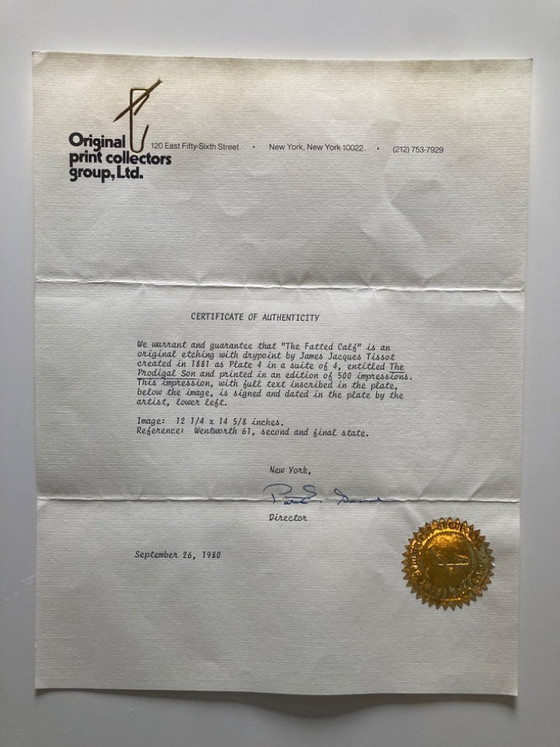 Original
print collectors
group, Ltd.
120 East Fifty-Sixth Street • New York, New York 10022 • (212) 753-7929
CERTIFICATE OF AUTHENTICITY
We warrant and guarantee that "The Fatted Calf" is an
original etching with drypoint by James Jacques Tissot
created in 1881 as Plate 4 in a suite of 4, entitled The
Prodigal Son and printed in an edition of 500 impressions.
This impression, with full text inscribed in the plate,
below the image, is signed and dated in the plate by the
artist, lower left.
Image: 12 1/4 x 14 5/8 inches.
Reference: Wentworth 61, second and final state.
New York,
Director
September 26, 1980